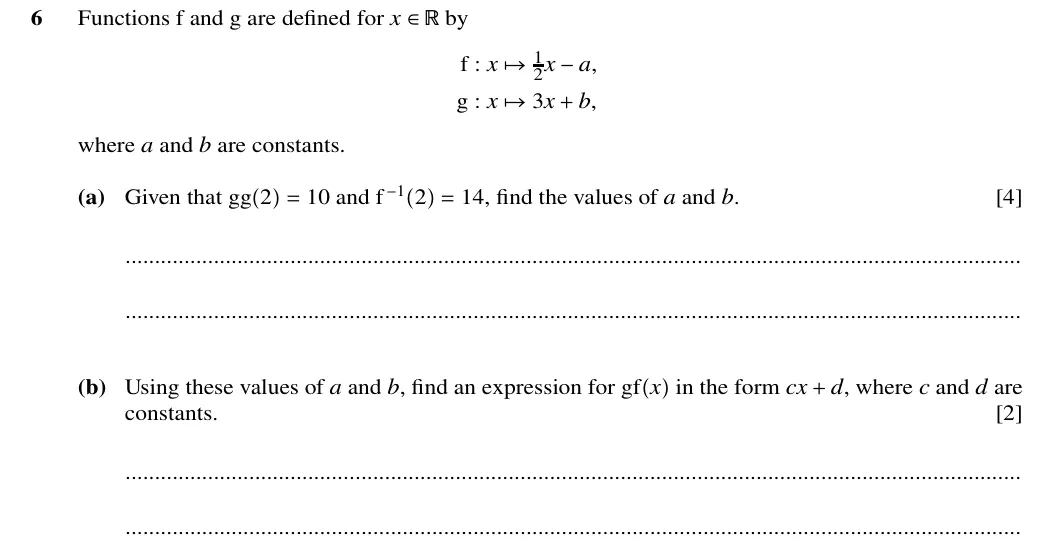 6 Functions f and g are defined for x ∈ ℝ by
f : x ↦ ½x − a,
g : x ↦ 3x + b,
where a and b are constants.
(a) Given that gg(2) = 10 and f⁻¹(2) = 14, find the values of a and b. [4]
(b) Using these values of a and b, find an expression for gf(x) in the form cx + d, where c and d are
constants. [2]